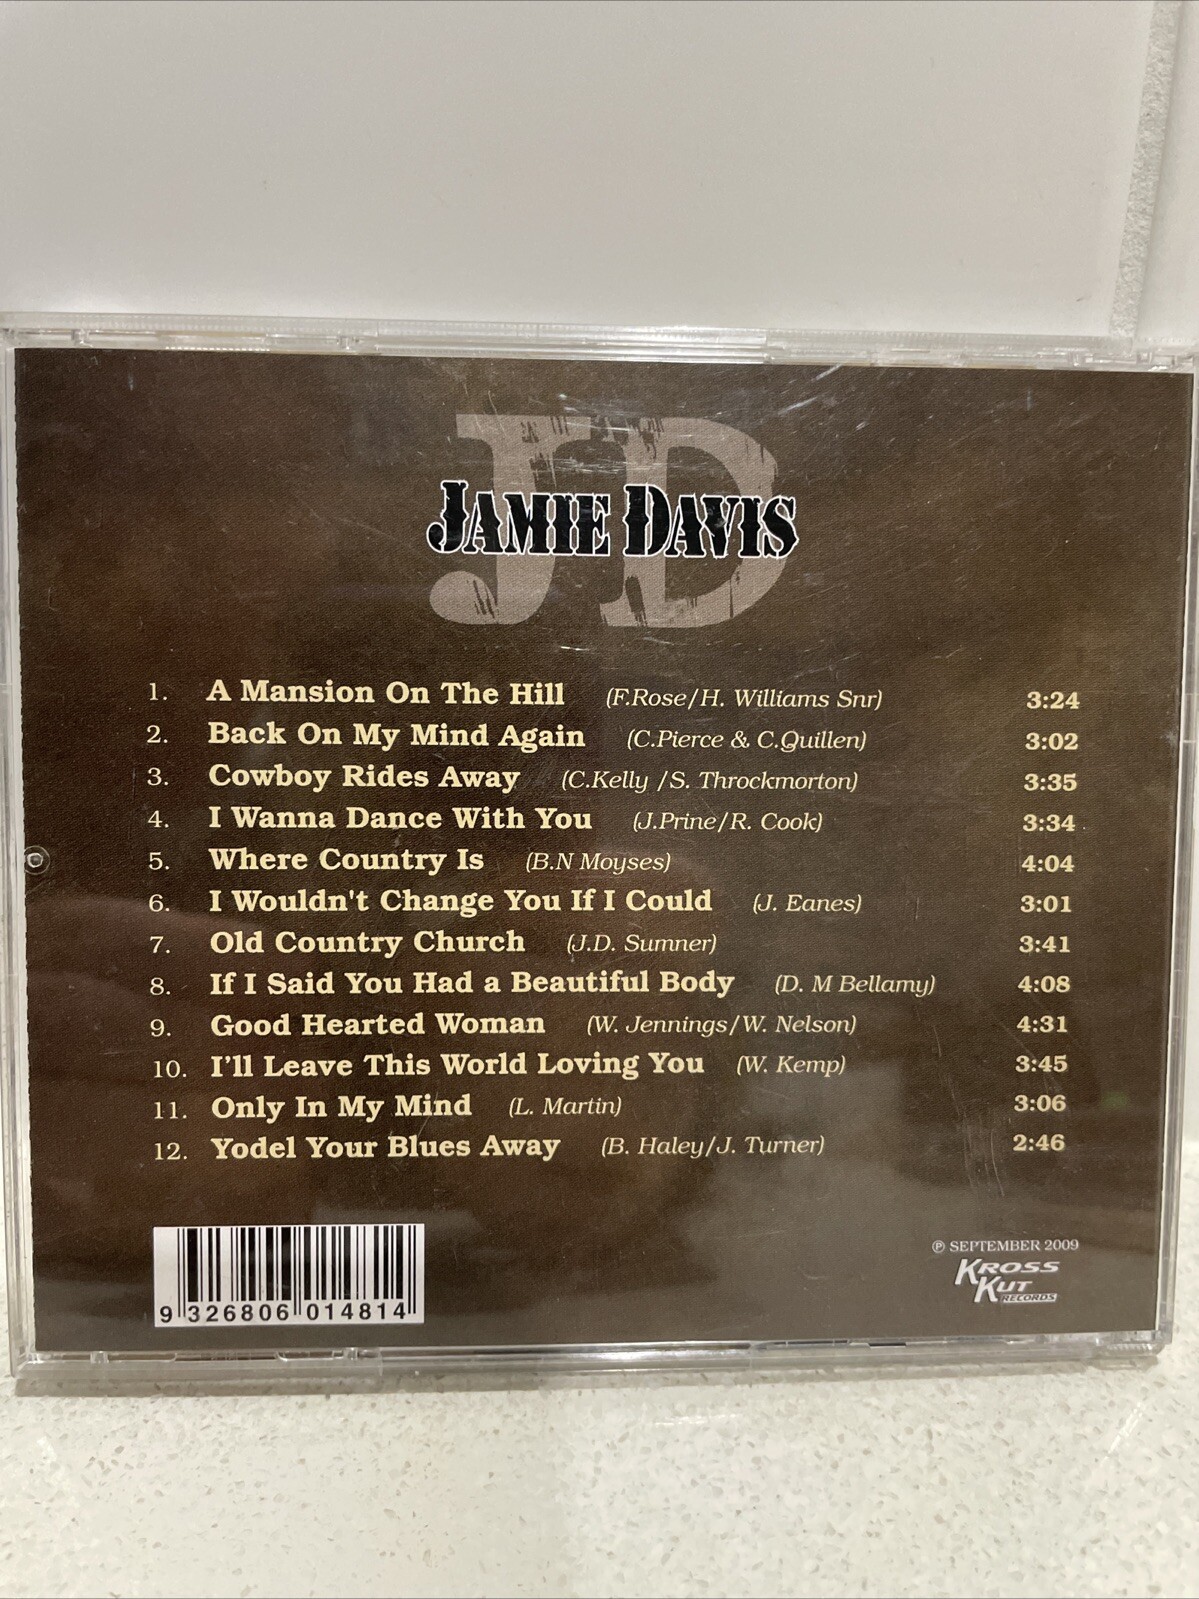 JD
JAMIE DAVIS
1. A Mansion On The Hill (F.Rose/H. Williams Snr) 3:24
2. Back On My Mind Again (C.Pierce & C.Quillen) 3:02
3. Cowboy Rides Away (C.Kelly /S. Throckmorton) 3:35
4. I Wanna Dance With You (J.Prine/R. Cook) 3:34
5. Where Country Is (B.N Moyses) 4:04
6. I Wouldn't Change You If I Could (J. Eanes) 3:01
7. Old Country Church (J.D. Sumner) 3:41
8. If I Said You Had a Beautiful Body (D. M Bellamy) 4:08
9. Good Hearted Woman (W. Jennings/W. Nelson) 4:31
10. I’ll Leave This World Loving You (W. Kemp) 3:45
11. Only In My Mind (L. Martin) 3:06
12. Yodel Your Blues Away (B. Haley/J. Turner) 2:46
9 326806 014814
℗ SEPTEMBER 2009
KROSS
KUT
RECORDS